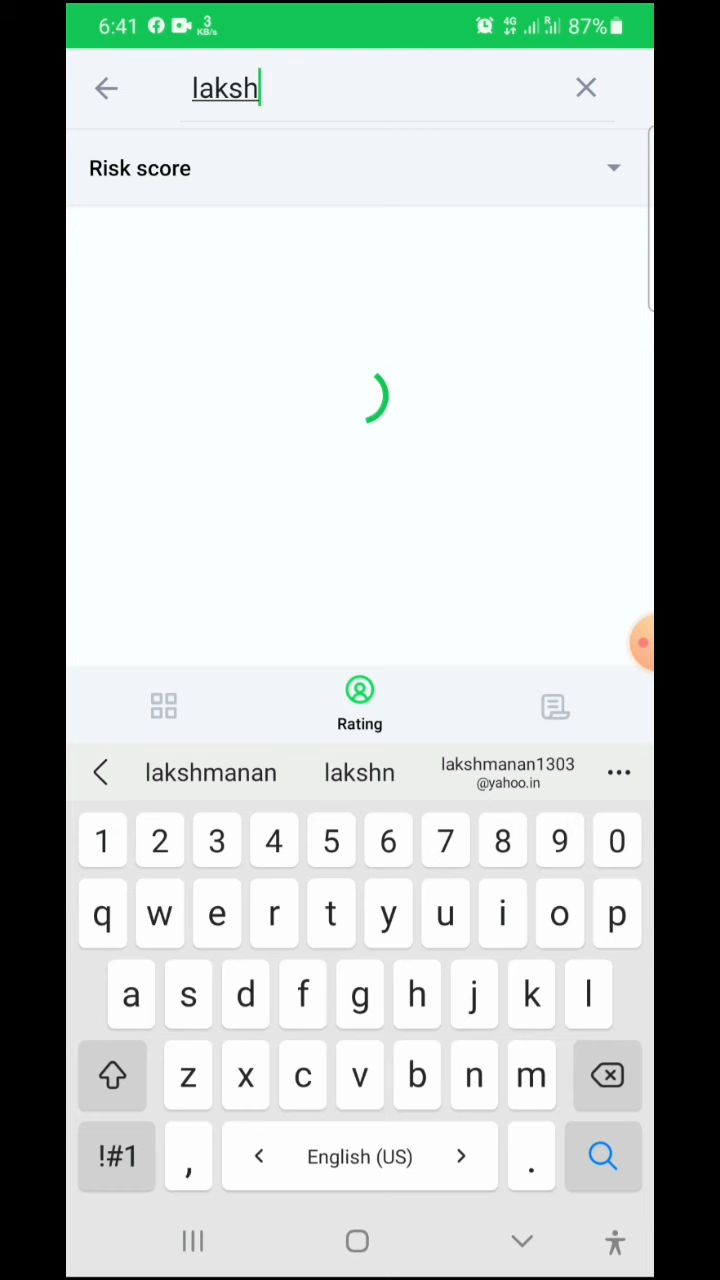 6:41 3 KB/s 4G R 87%
laksh
Risk score
Rating
lakshmanan lakshn lakshmanan1303
@yahoo.in
1 2 3 4 5 6 7 8 9 0
q w e r t y u i o p
a s d f g h j k l
z x c v b n m
!#1 , < English (US) > .